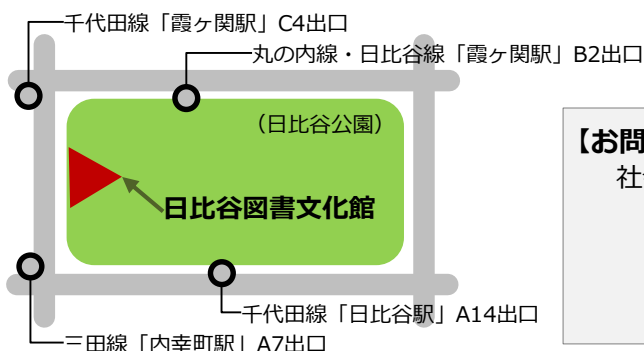 千代田線「霞ヶ関駅」C4出口
丸の内線・日比谷線「霞ヶ関駅」B2出口
（日比谷公園）
日比谷図書文化館
【お問
社
千代田線「日比谷駅」A14出口
三田線「内幸町駅」A7出口